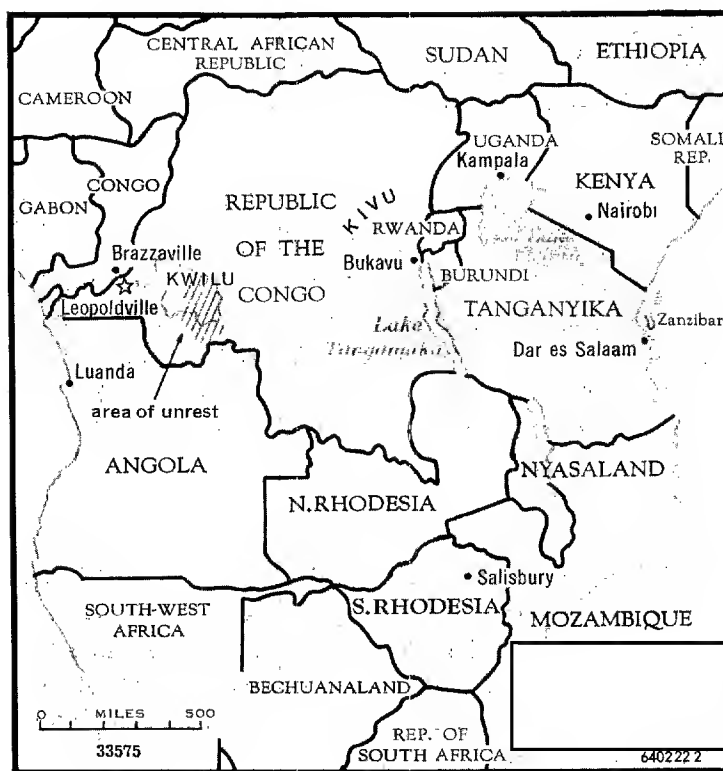 CENTRAL AFRICAN
REPUBLIC
SUDAN
ETHIOPIA
CAMEROON
UGANDA
Kampala
SOMALI
REP.
CONGO
GABON
KENYA
Nairobi
REPUBLIC
OF THE
CONGO
KIVU
RWANDA
Brazzaville
Bukavu
KWILU
BURUNDI
Leopoldville
TANGANYIKA
Zanzibar
Lake
Tanganyika
Dar es Salaam
Luanda
area of unrest
ANGOLA
NYASALAND
N. RHODESIA
Salisbury
S. RHODESIA
SOUTH-WEST
AFRICA
MOZAMBIQUE
BECHUANALAND
0 MILES 500
REP. OF
SOUTH AFRICA
33575
640222 2